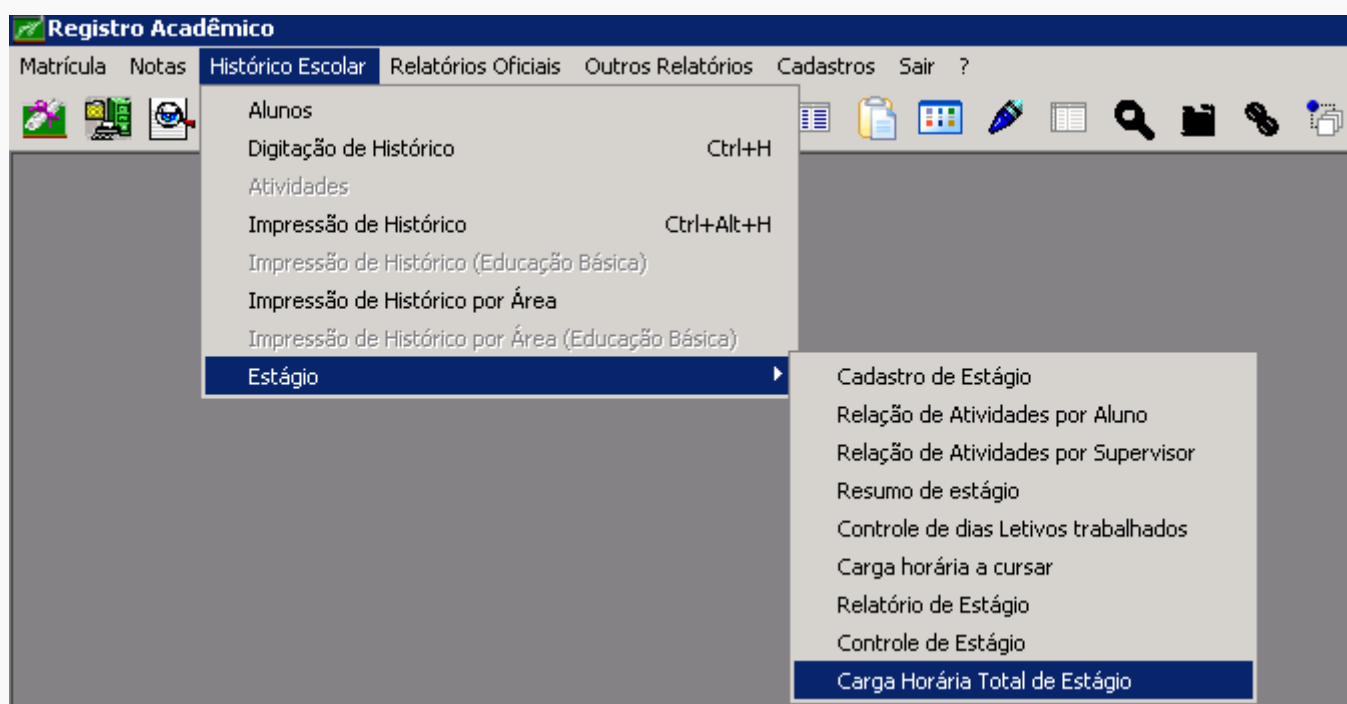 Registro Acadêmico
Matrícula Notas Histórico Escolar Relatórios Oficiais Outros Relatórios Cadastros Sair ?
Alunos
Digitação de Histórico Ctrl+H
Atividades
Impressão de Histórico Ctrl+Alt+H
Impressão de Histórico (Educação Básica)
Impressão de Histórico por Área
Impressão de Histórico por Área (Educação Básica)
Estágio
Cadastro de Estágio
Relação de Atividades por Aluno
Relação de Atividades por Supervisor
Resumo de estágio
Controle de dias Letivos trabalhados
Carga horária a cursar
Relatório de Estágio
Controle de Estágio
Carga Horária Total de Estágio